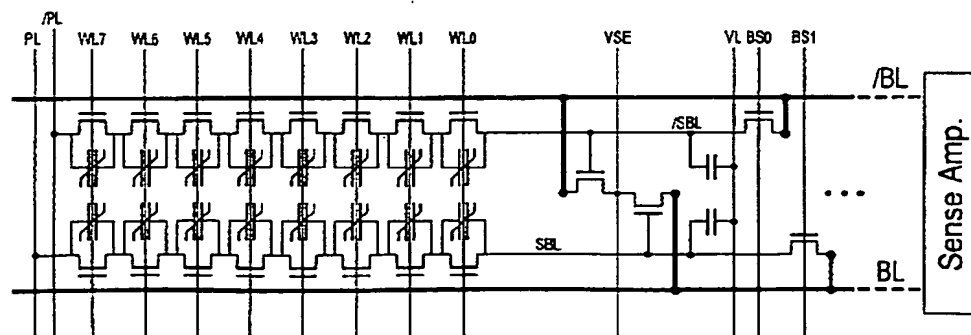 /PL
PL WL7 WL6 WL5 WL4 WL3 WL2 WL1 WL0 VSE VL BS0 BS1
/BL
/SBL
SBL
BL
Sense Amp.